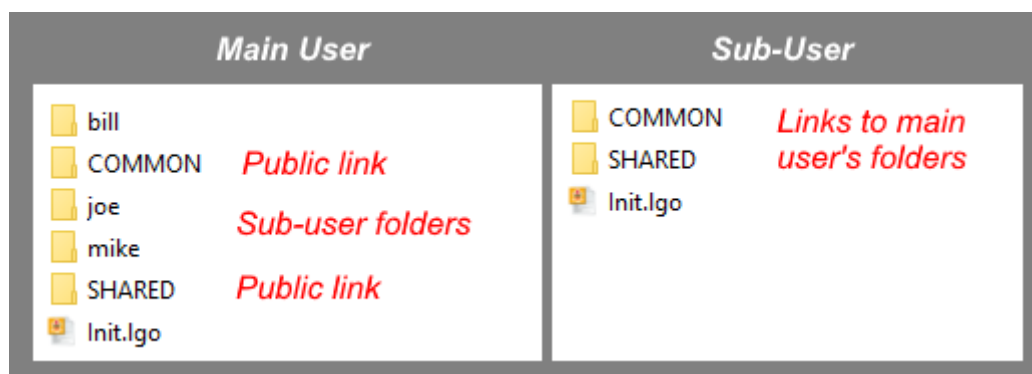 Main User
bill
COMMON Public link
joe
Sub-user folders
mike
SHARED Public link
Init.lgo
Sub-User
COMMON Links to main
SHARED user's folders
Init.lgo